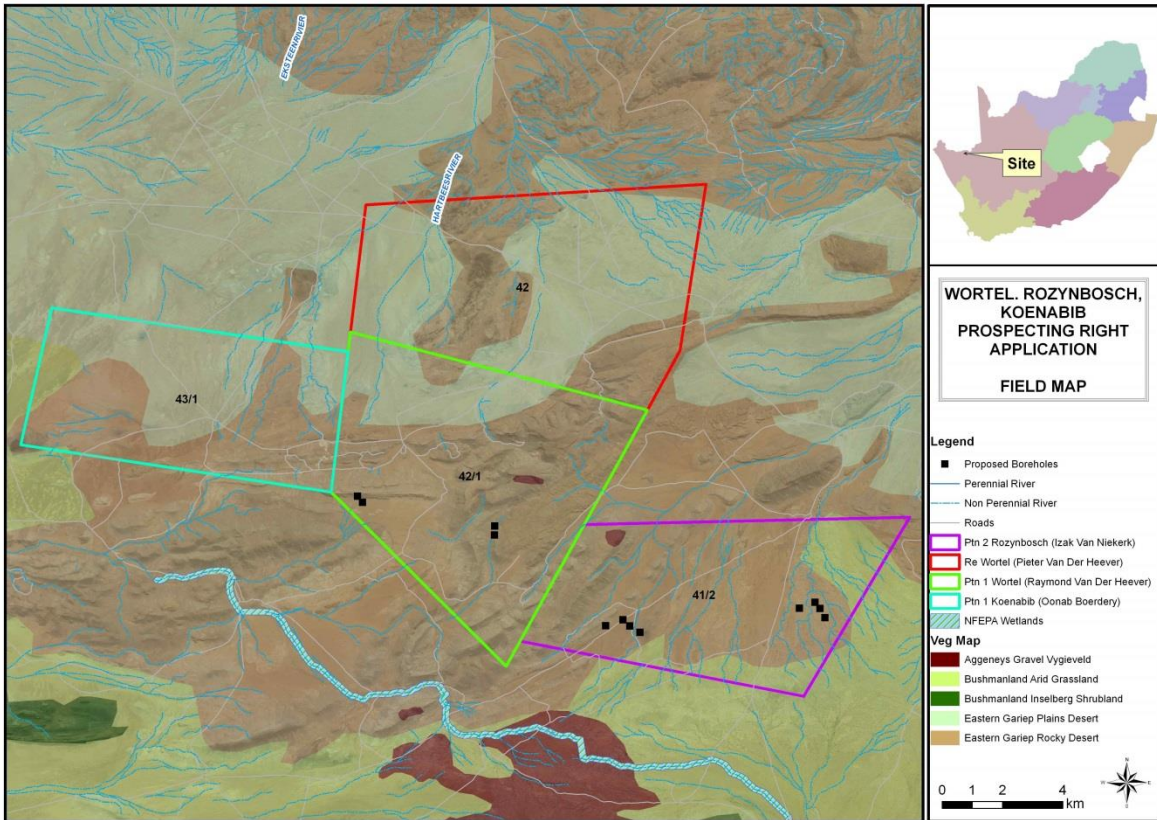 EKSTEENRIVIER
HARTBEESRIVIER
42
43/1
42/1
41/2
Site
WORTEL. ROZYNBOSCH,
KOENABIB
PROSPECTING RIGHT
APPLICATION
FIELD MAP
Legend
Proposed Boreholes
Perennial River
Non Perennial River
Roads
Ptn 2 Rozynbosch (Izak Van Niekerk)
Re Wortel (Pieter Van Der Heever)
Ptn 1 Wortel (Raymond Van Der Heever)
Ptn 1 Koenabib (Oonab Boerdery)
NFEPA Wetlands
Veg Map
Aggeneys Gravel Vygieveld
Bushmanland Arid Grassland
Bushmanland Inselberg Shrubland
Eastern Gariep Plains Desert
Eastern Gariep Rocky Desert
N
W E
S
0 1 2 4
km